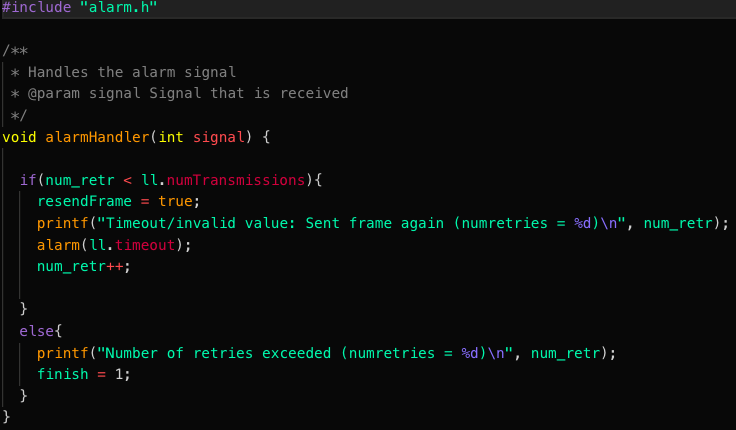 #include "alarm.h"

/**
 * Handles the alarm signal
 * @param signal Signal that is received
 */
void alarmHandler(int signal) {

  if(num_retr < ll.numTransmissions){
    resendFrame = true;
    printf("Timeout/invalid value: Sent frame again (numretries = %d)\n", num_retr);
    alarm(ll.timeout);
    num_retr++;

  }
  else{
    printf("Number of retries exceeded (numretries = %d)\n", num_retr);
    finish = 1;
  }
}